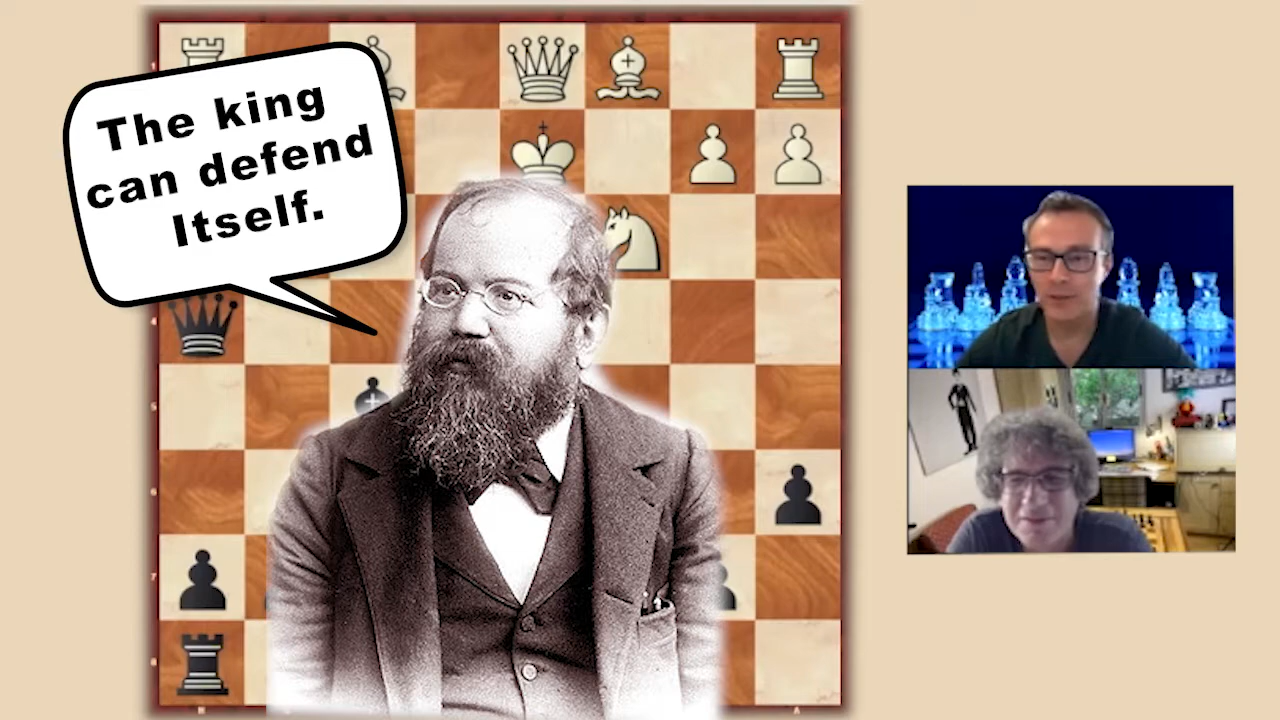 The king
can defend
Itself.